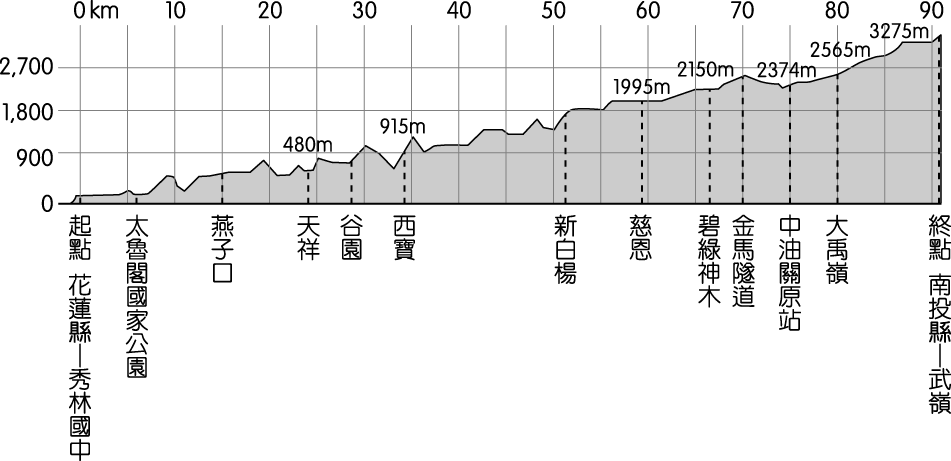 0 km 10 20 30 40 50 60 70 80 90
3275m
2565m
2150m 2374m
1995m
915m
480m
2,700
1,800
900
0
起點 花蓮縣—秀林國中
太魯閣國家公園
燕子口
天祥
谷園
西寶
新白楊
慈恩
碧綠神木
金馬隧道
中油關原站
大禹嶺
終點 南投縣—武嶺